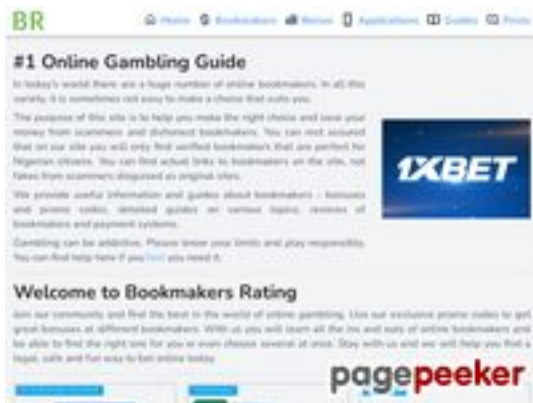 BR
Home Bookmakers Bonus Applications Guides Posts
#1 Online Gambling Guide
In today's world there are a huge number of online bookmakers. In all this
variety, it is sometimes not easy to make a choice that suits you.
The purpose of this site is to help you make the right choice and save your
money from scammers and dishonest bookmakers. You can rest assured
that on our site you will only find verified bookmakers that are perfect for
Nigerian citizens. You can find actual links to bookmakers on the site, not
fakes from scammers disguised as original sites.
1XBET
We provide useful information and guides about bookmakers - bonuses
and promo codes, detailed guides on various topics, reviews of
bookmakers and payment systems.
Gambling can be addictive. Please know your limits and play responsibly.
You can find help here if you feel you need it.
Welcome to Bookmakers Rating
Join our community and find the best in the world of online gambling. Use our exclusive promo codes to get
great bonuses at different bookmakers. With us you will learn all the ins and outs of online bookmakers and
be able to find the right one for you or even choose several at once. Stay with us and we will help you find a
legal, safe and fun way to bet online today.
pagepeeker